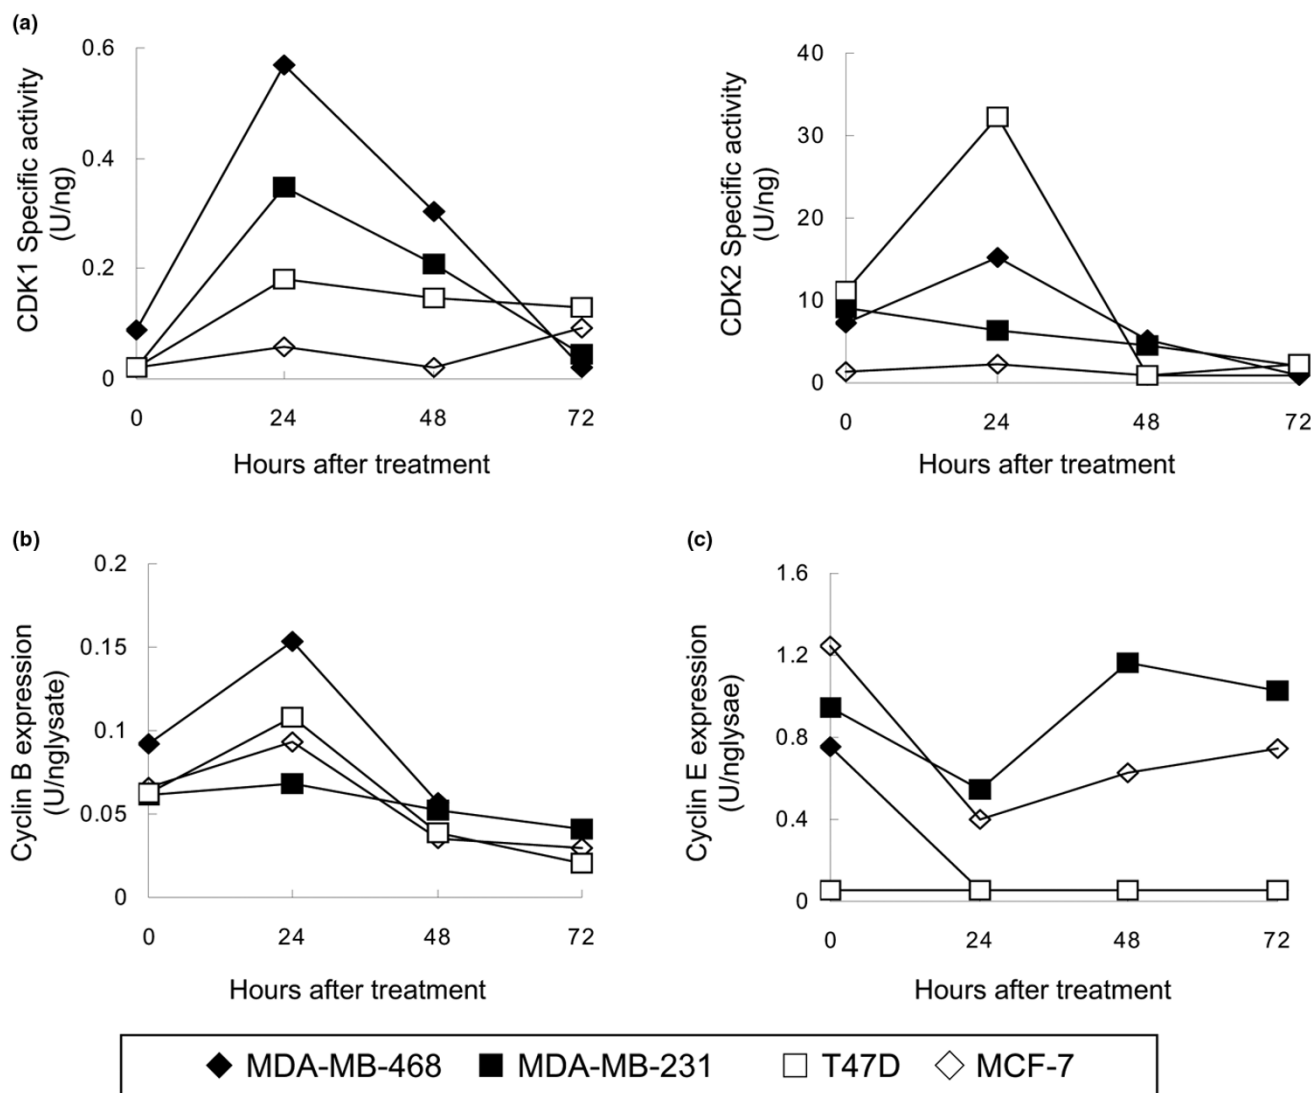 (a)
CDK1 Specific activity
(U/ng)
0.6
0.4
0.2
0
0 24 48 72
Hours after treatment
CDK2 Specific activity
(U/ng)
40
30
20
10
0
0 24 48 72
Hours after treatment
(b)
Cyclin B expression
(U/nglysate)
0.2
0.15
0.1
0.05
0
0 24 48 72
Hours after treatment
(c)
Cyclin E expression
(U/nglysae)
1.6
1.2
0.8
0.4
0
0 24 48 72
Hours after treatment
MDA-MB-468 MDA-MB-231 T47D MCF-7